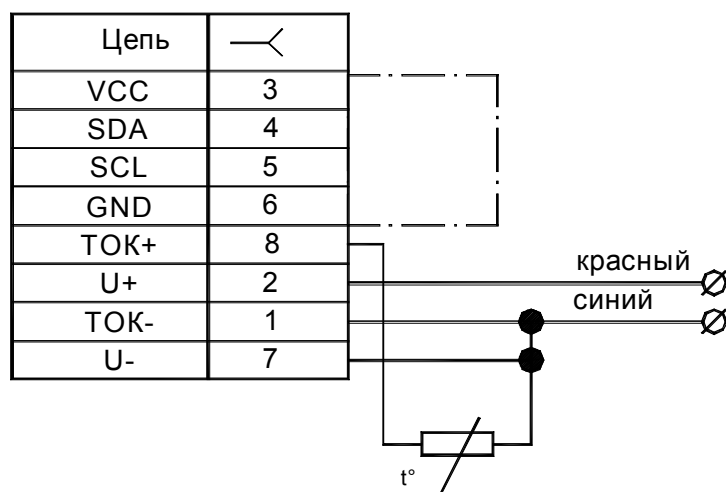 Цепь
VCC 3
SDA 4
SCL 5
GND 6
ТОК+ 8
U+ 2
ТОК- 1
U- 7
красный
синий
t°